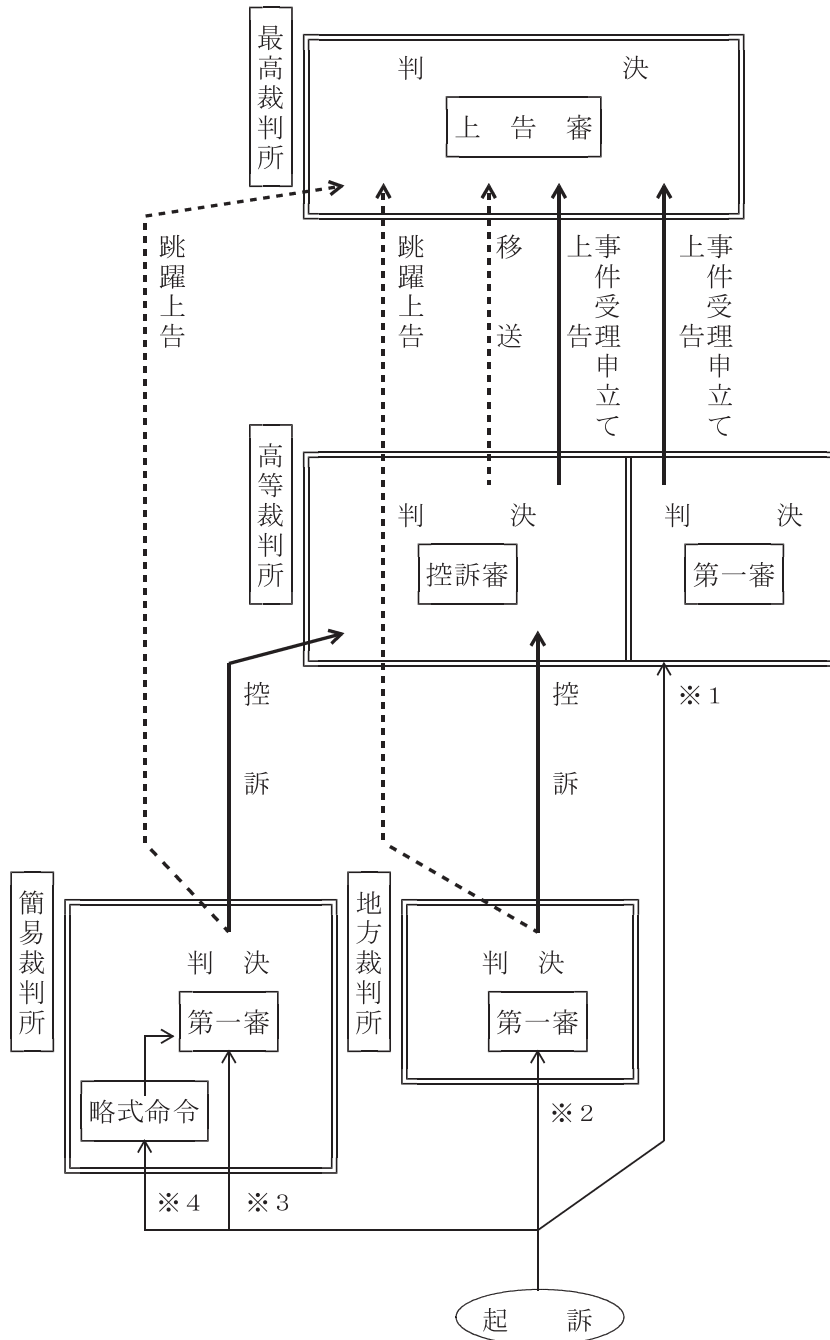 最高裁判所
判決
上告審
跳躍上告
跳躍上告
移送
上告
事件受理申立て
上告
事件受理申立て
高等裁判所
判決
控訴審
判決
第一審
控訴
控訴
※1
簡易裁判所
判決
第一審
略式命令
地方裁判所
判決
第一審
※2
※4
※3
起訴